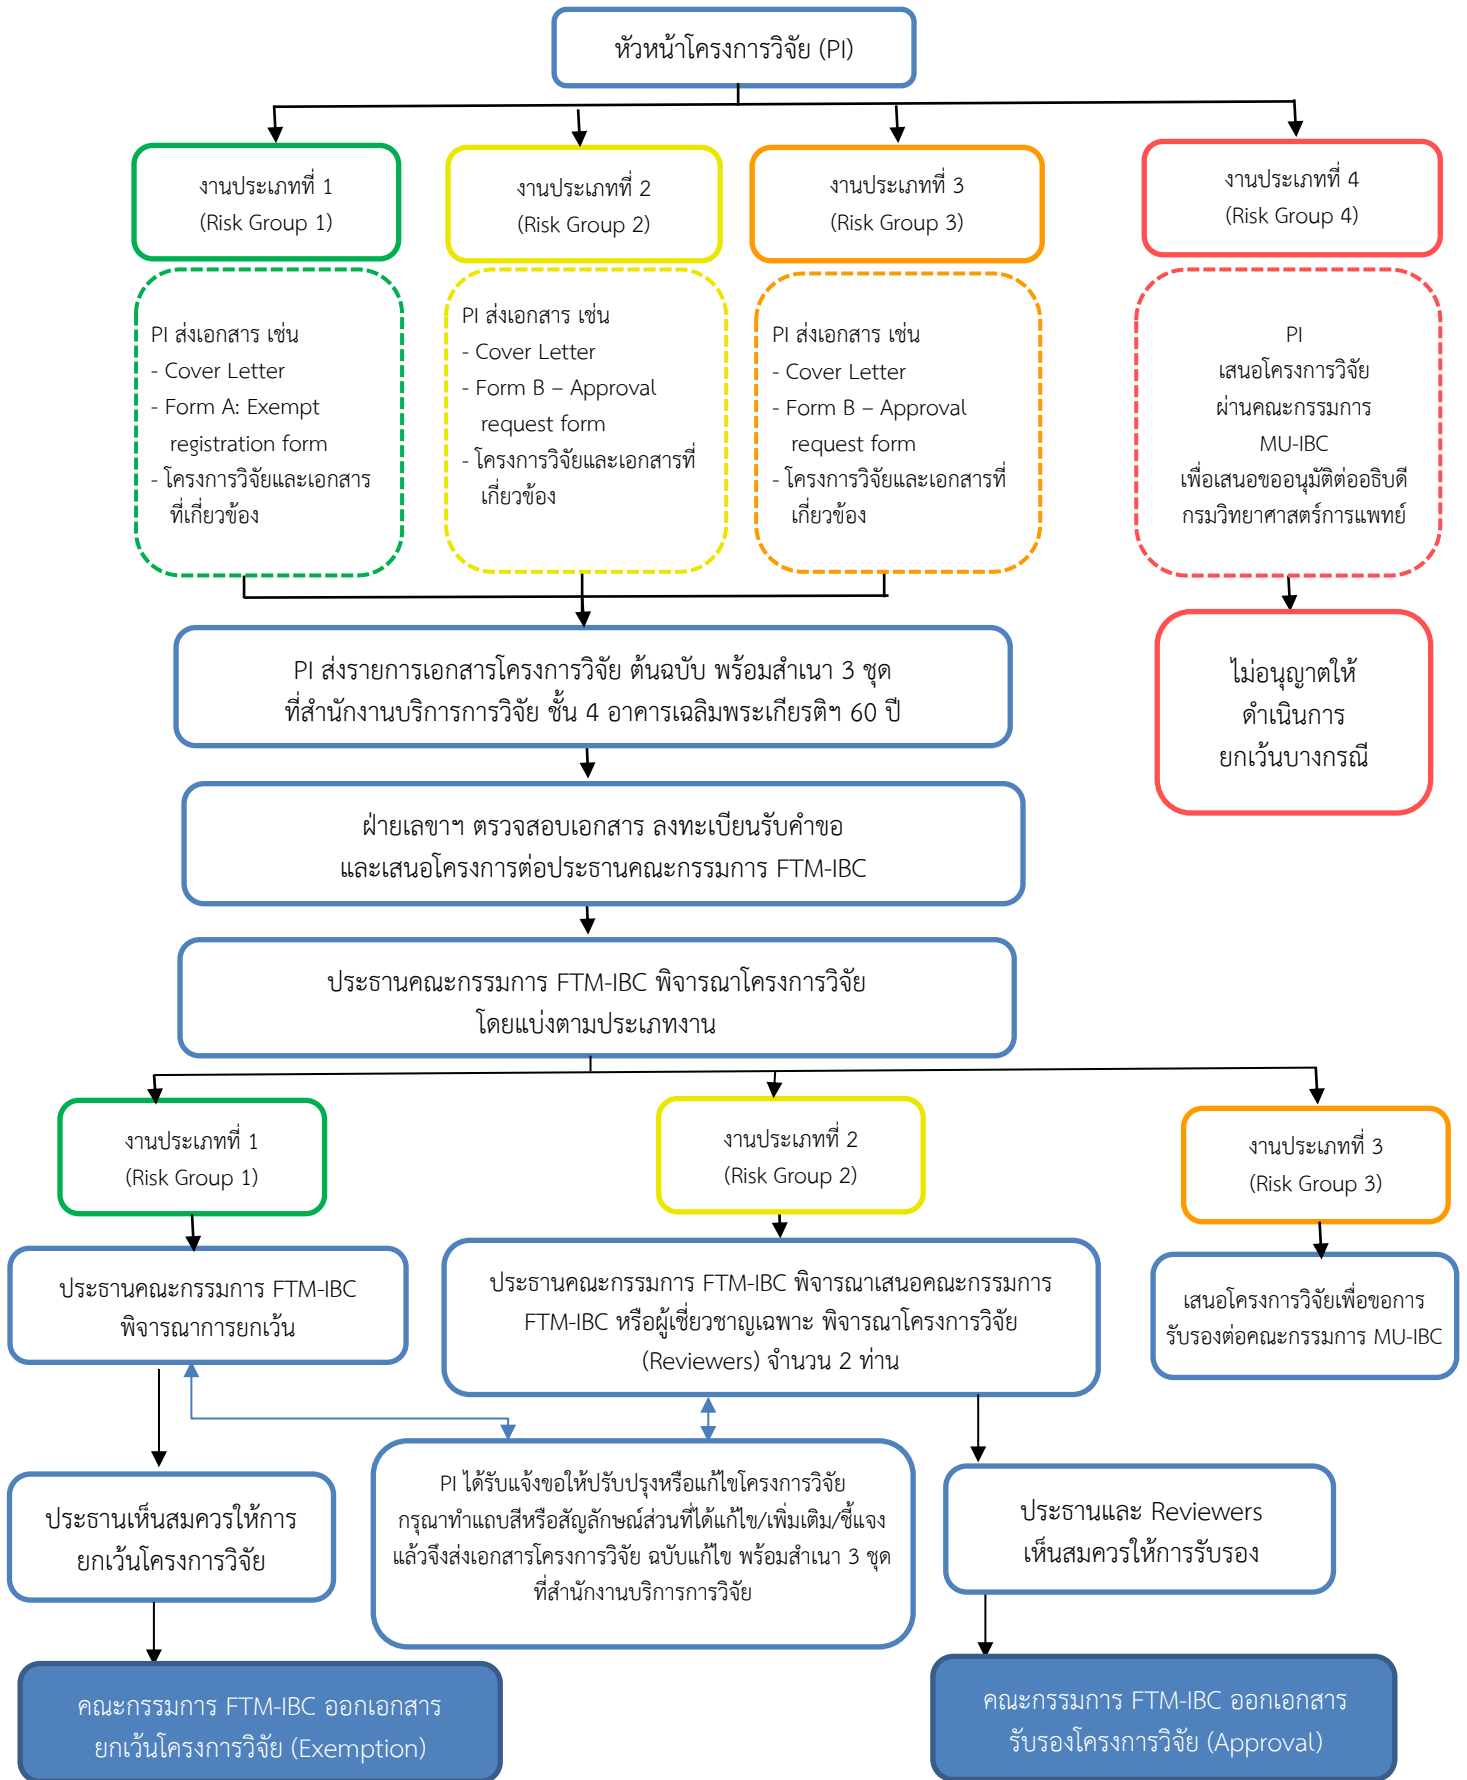 หัวหน้าโครงการวิจัย (PI)
งานประเภทที่ 1
(Risk Group 1)
งานประเภทที่ 2
(Risk Group 2)
งานประเภทที่ 3
(Risk Group 3)
งานประเภทที่ 4
(Risk Group 4)
PI ส่งเอกสาร เช่น
- Cover Letter
- Form A: Exempt
registration form
- โครงการวิจัยและเอกสาร
ที่เกี่ยวข้อง
PI ส่งเอกสาร เช่น
- Cover Letter
- Form B – Approval
request form
- โครงการวิจัยและเอกสารที่
เกี่ยวข้อง
PI ส่งเอกสาร เช่น
- Cover Letter
- Form B – Approval
request form
- โครงการวิจัยและเอกสารที่
เกี่ยวข้อง
PI
เสนอโครงการวิจัย
ผ่านคณะกรรมการ
MU-IBC
เพื่อเสนอขออนุมัติต่ออธิบดี
กรมวิทยาศาสตร์การแพทย์
PI ส่งรายการเอกสารโครงการวิจัย ต้นฉบับ พร้อมสำเนา 3 ชุด
ที่สำนักงานบริการการวิจัย ชั้น 4 อาคารเฉลิมพระเกียรติฯ 60 ปี
ไม่อนุญาตให้
ดำเนินการ
ยกเว้นบางกรณี
ฝ่ายเลขาฯ ตรวจสอบเอกสาร ลงทะเบียนรับคำขอ
และเสนอโครงการต่อประธานคณะกรรมการ FTM-IBC
ประธานคณะกรรมการ FTM-IBC พิจารณาโครงการวิจัย
โดยแบ่งตามประเภทงาน
งานประเภทที่ 1
(Risk Group 1)
งานประเภทที่ 2
(Risk Group 2)
งานประเภทที่ 3
(Risk Group 3)
ประธานคณะกรรมการ FTM-IBC
พิจารณาการยกเว้น
ประธานคณะกรรมการ FTM-IBC พิจารณาเสนอคณะกรรมการ
FTM-IBC หรือผู้เชี่ยวชาญเฉพาะ พิจารณาโครงการวิจัย
(Reviewers) จำนวน 2 ท่าน
เสนอโครงการวิจัยเพื่อขอการ
รับรองต่อคณะกรรมการ MU-IBC
ประธานเห็นสมควรให้การ
ยกเว้นโครงการวิจัย
PI ได้รับแจ้งขอให้ปรับปรุงหรือแก้ไขโครงการวิจัย
กรุณาทำแถบสีหรือสัญลักษณ์ส่วนที่ได้แก้ไข/เพิ่มเติม/ชี้แจง
แล้วจึงส่งเอกสารโครงการวิจัย ฉบับแก้ไข พร้อมสำเนา 3 ชุด
ที่สำนักงานบริการการวิจัย
ประธานและ Reviewers
เห็นสมควรให้การรับรอง
คณะกรรมการ FTM-IBC ออกเอกสาร
ยกเว้นโครงการวิจัย (Exemption)
คณะกรรมการ FTM-IBC ออกเอกสาร
รับรองโครงการวิจัย (Approval)